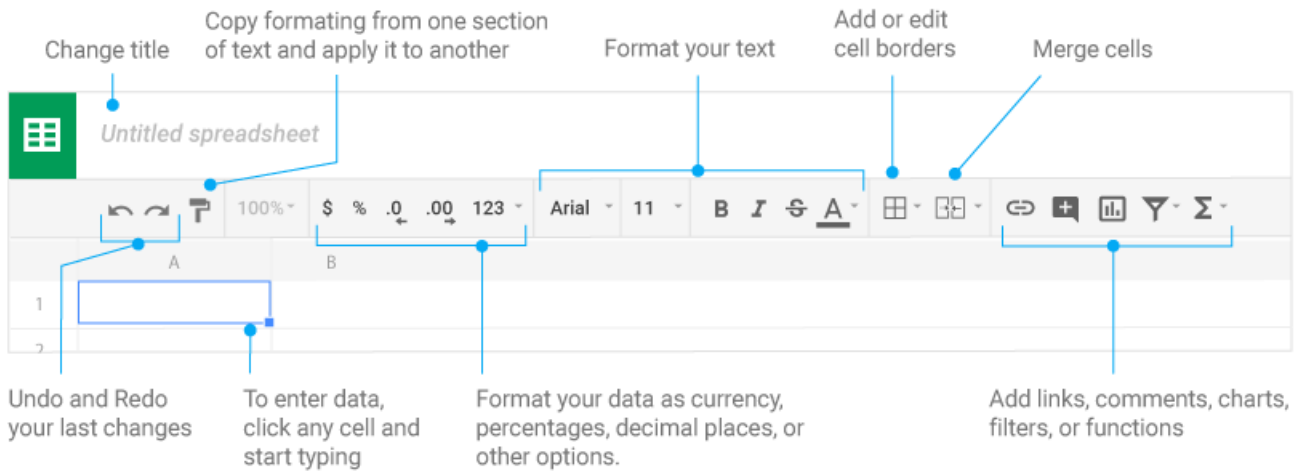 Copy formating from one section
of text and apply it to another
Change title
Format your text
Add or edit
cell borders
Merge cells
Untitled spreadsheet
100% $ % .0 .00 123 Arial 11 B I S A Σ
A B
1
2
Undo and Redo
your last changes
To enter data,
click any cell and
start typing
Format your data as currency,
percentages, decimal places, or
other options.
Add links, comments, charts,
filters, or functions